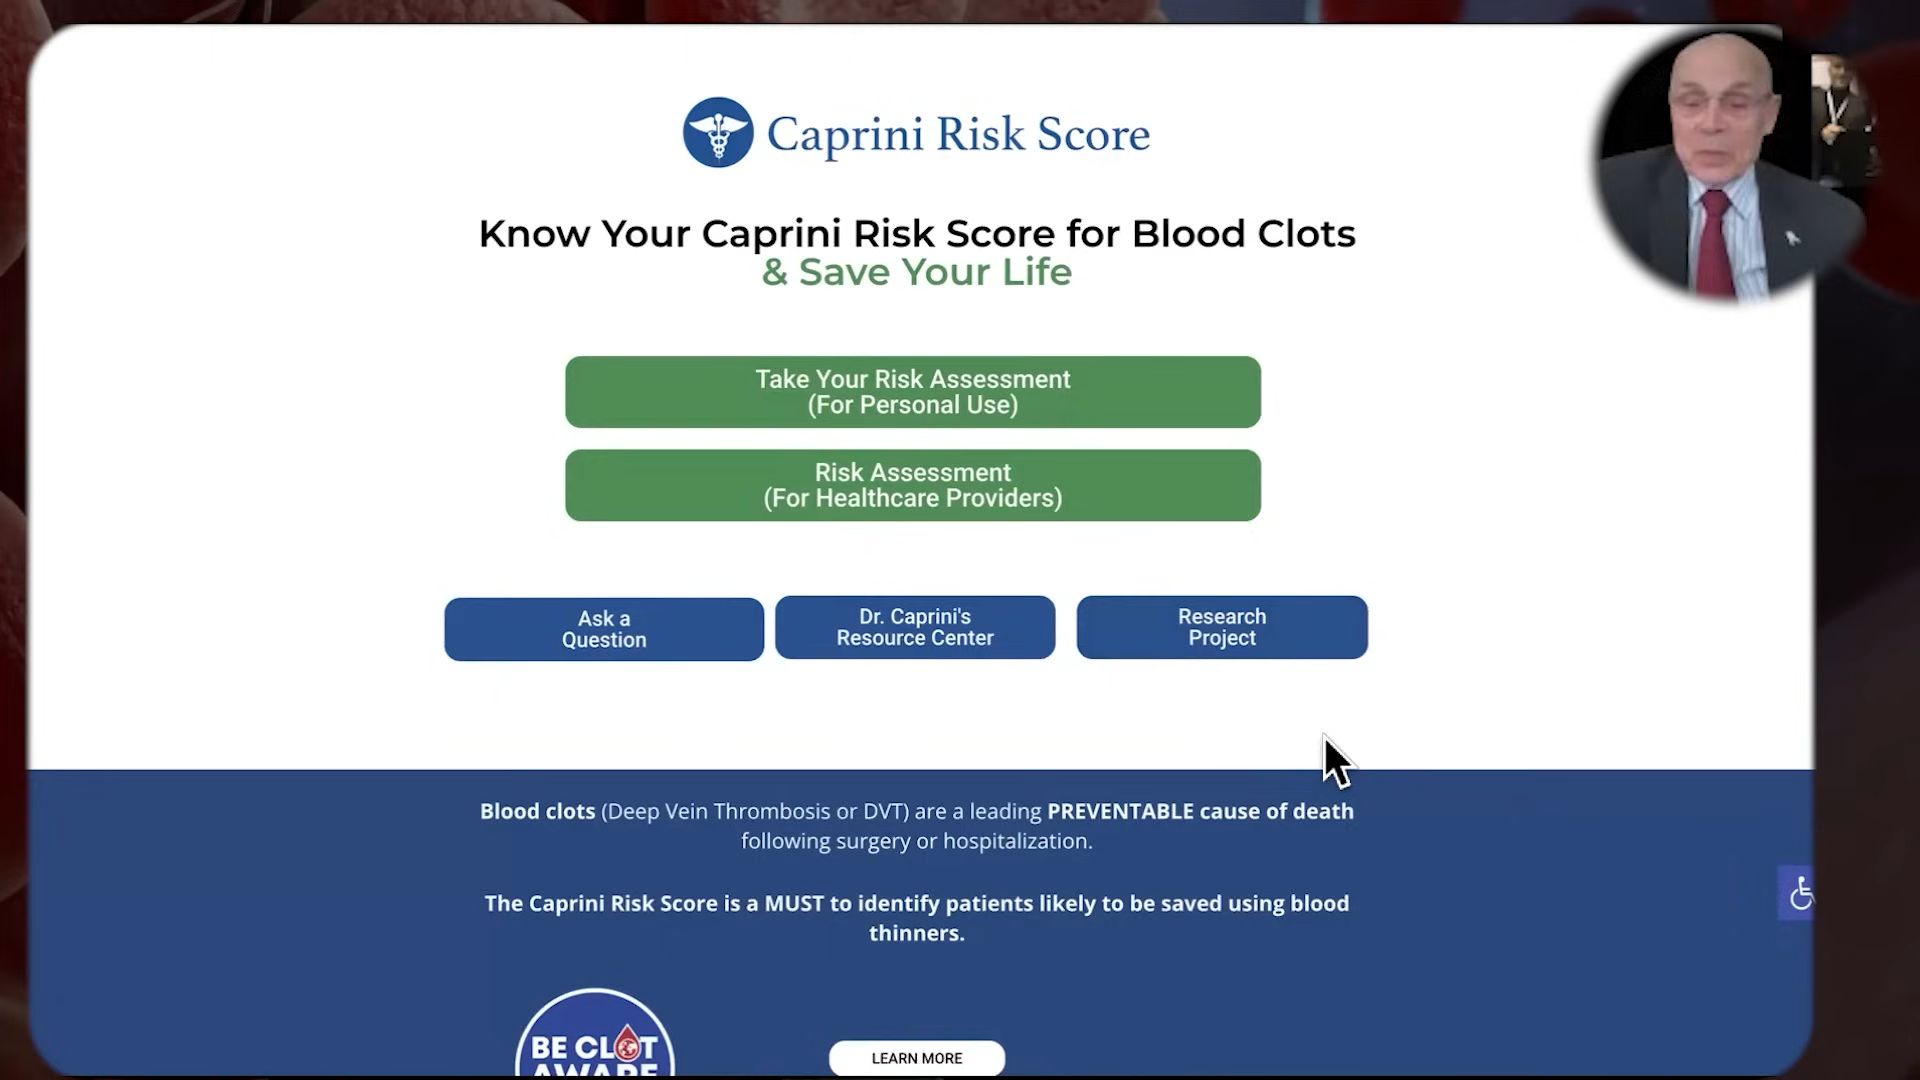 Caprini Risk Score
Know Your Caprini Risk Score for Blood Clots
& Save Your Life
Take Your Risk Assessment
(For Personal Use)
Risk Assessment
(For Healthcare Providers)
Ask a
Question
Dr. Caprini's
Resource Center
Research
Project
Blood clots (Deep Vein Thrombosis or DVT) are a leading PREVENTABLE cause of death
following surgery or hospitalization.
The Caprini Risk Score is a MUST to identify patients likely to be saved using blood
thinners.
BE CLOT
AWARE
LEARN MORE